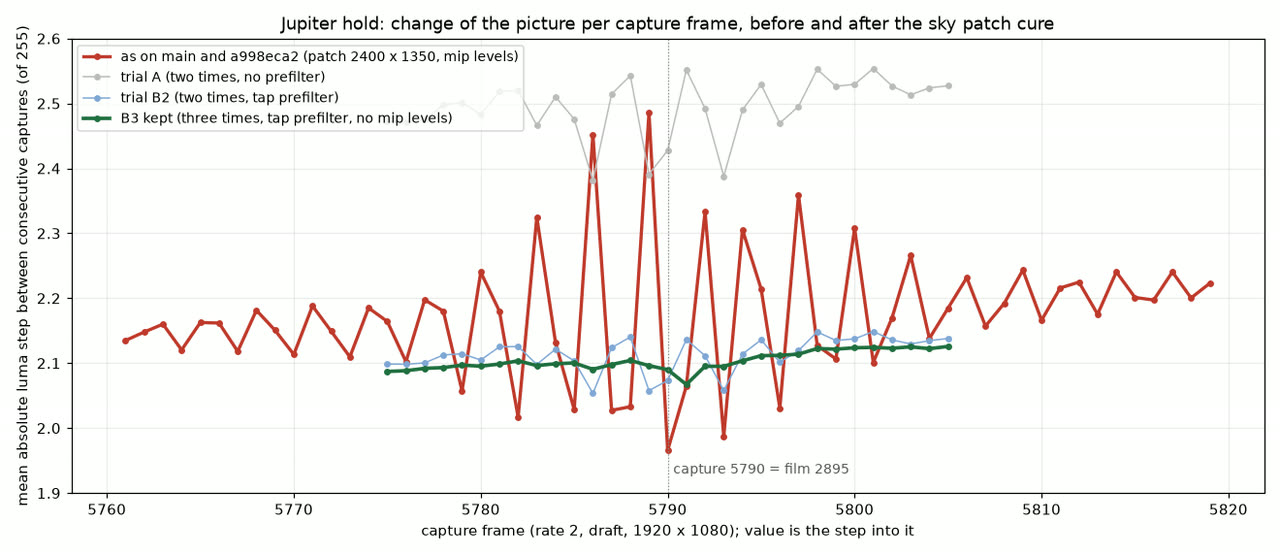 Jupiter hold: change of the picture per capture frame, before and after the sky patch cure
mean absolute luma step between consecutive captures (of 255)
2.6
2.5
2.4
2.3
2.2
2.1
2.0
1.9
as on main and a998eca2 (patch 2400 x 1350, mip levels)
trial A (two times, no prefilter)
trial B2 (two times, tap prefilter)
B3 kept (three times, tap prefilter, no mip levels)
capture 5790 = film 2895
5760
5770
5780
5790
5800
5810
5820
capture frame (rate 2, draft, 1920 x 1080); value is the step into it